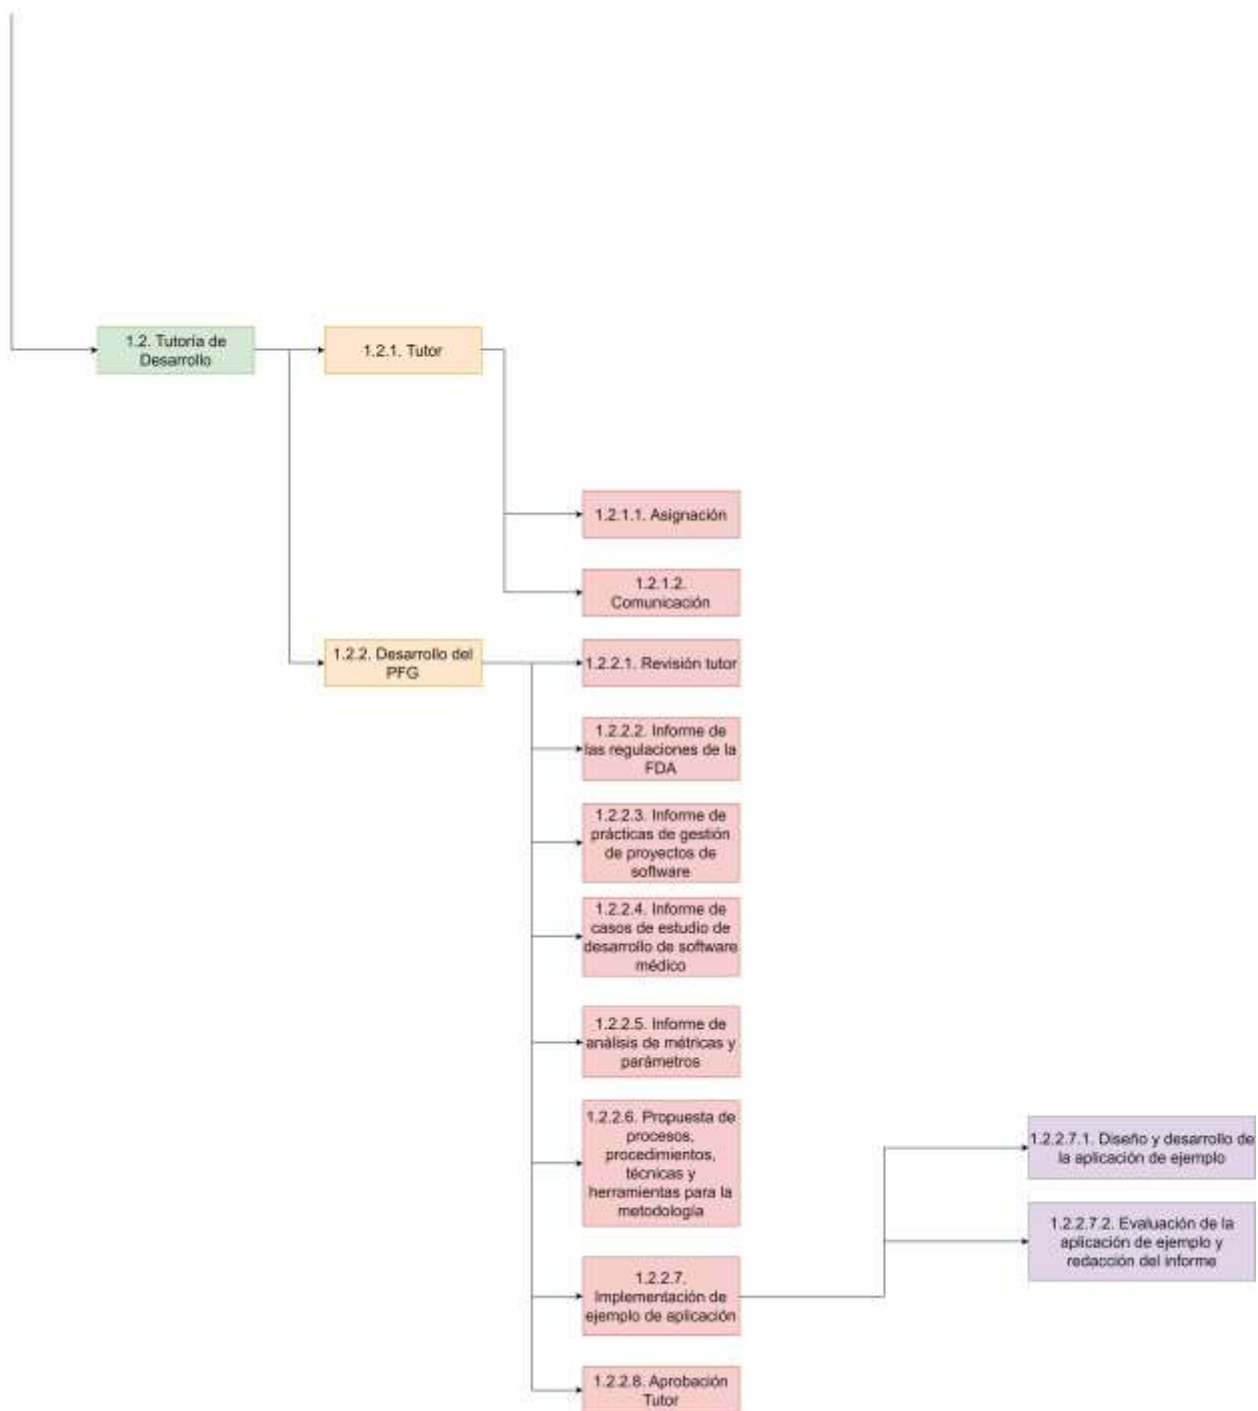 1.2. Tutoría de
Desarrollo
1.2.1. Tutor
1.2.1.1. Asignación
1.2.1.2.
Comunicación
1.2.2. Desarrollo del
PFG
1.2.2.1. Revisión tutor
1.2.2.2. Informe de
las regulaciones de la
FDA
1.2.2.3. Informe de
prácticas de gestión
de proyectos de
software
1.2.2.4. Informe de
casos de estudio de
desarrollo de software
médico
1.2.2.5. Informe de
análisis de métricas y
parámetros
1.2.2.6. Propuesta de
procesos,
procedimientos,
técnicas y
herramientas para la
metodología
1.2.2.7.
Implementación de
ejemplo de aplicación
1.2.2.7.1. Diseño y desarrollo de
la aplicación de ejemplo
1.2.2.7.2. Evaluación de la
aplicación de ejemplo y
redacción del informe
1.2.2.8. Aprobación
Tutor